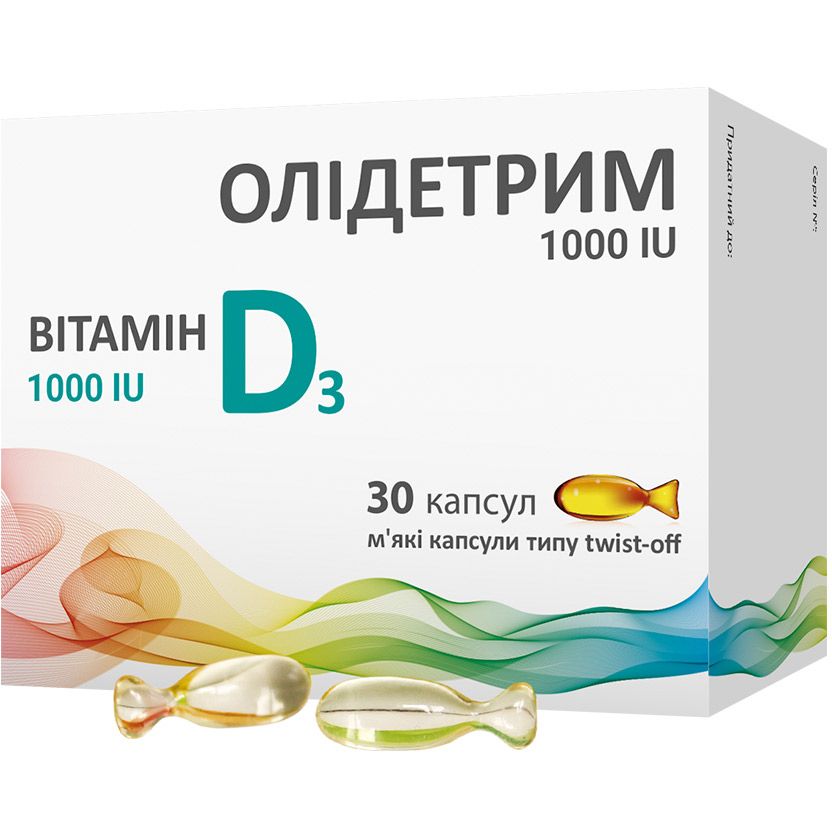 ОЛІДЕТРИМ
1000 IU
ВІТАМІН D3
1000 IU
30 капсул
м'які капсули типу twist-off
Придатний до:
Серія №: